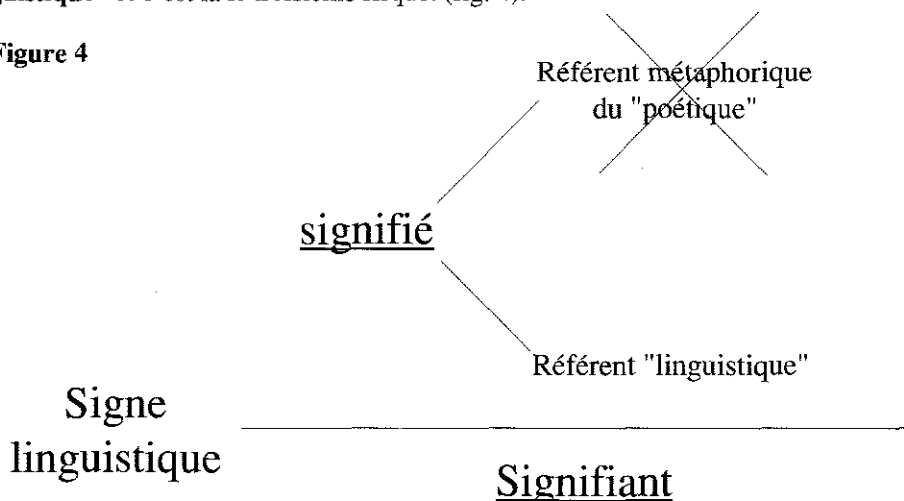 Figure 4
Référent métaphorique
du "poétique"
signifié
Référent "linguistique"
Signe
linguistique
Signifiant